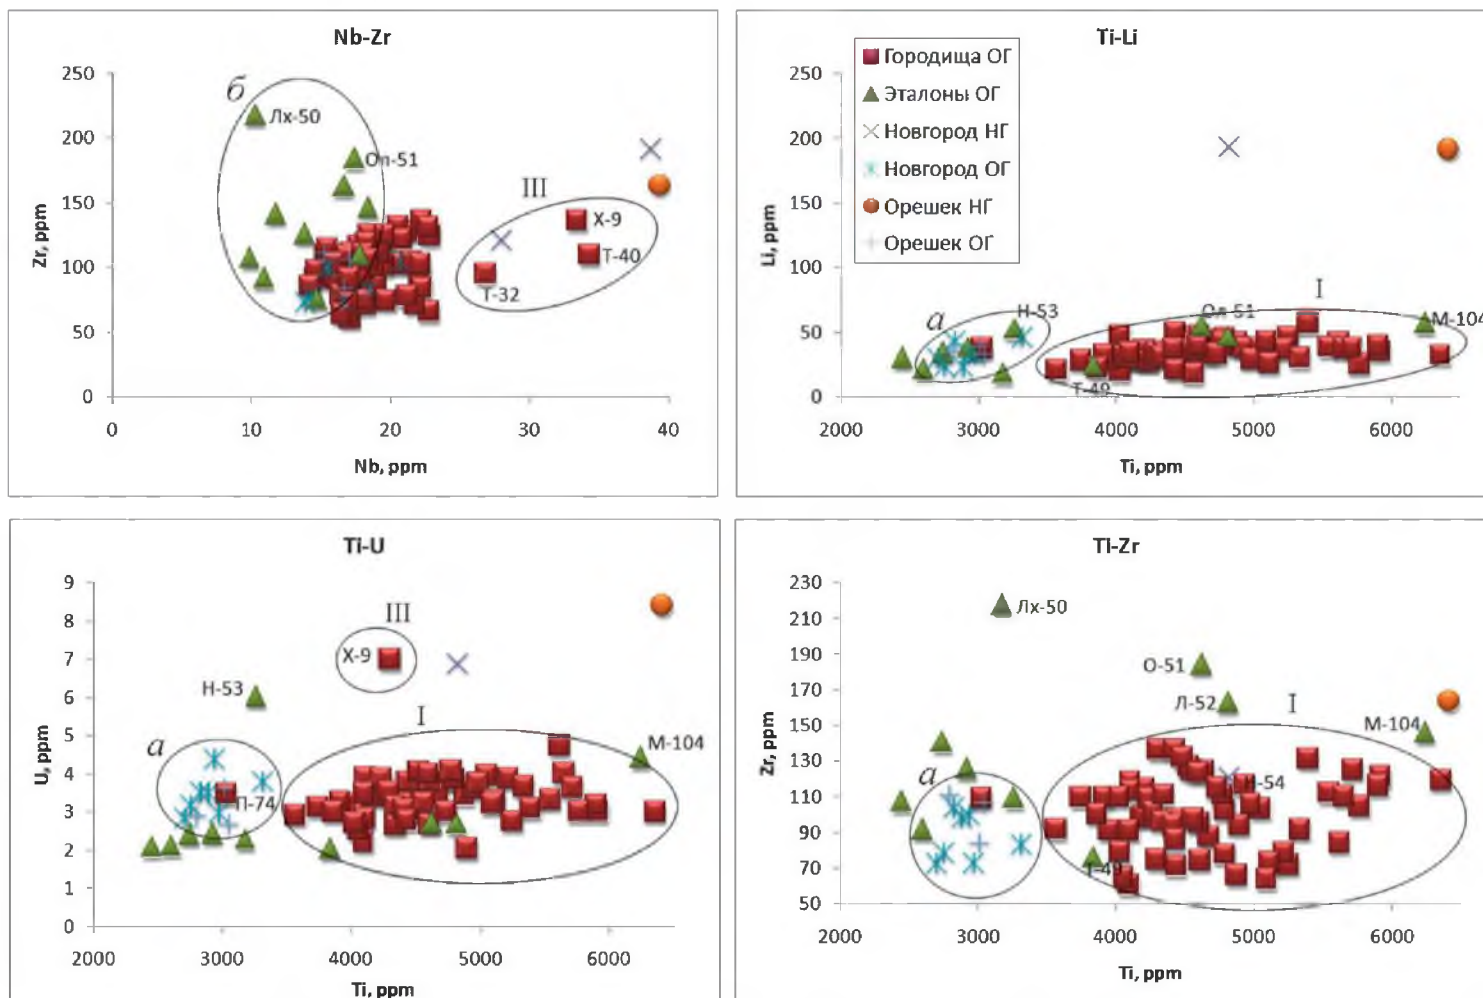 Nb-Zr
250
200
150
100
50
0
0 10 20 30 40
Zr, ppm
Nb, ppm
б
Лх-50
Оп-51
III
Х-9
Т-40
Т-32
Ti-Li
250
200
150
100
50
0
2000 3000 4000 5000 6000
Li, ppm
Ti, ppm
Городища ОГ
Эталоны ОГ
Новгород НГ
Новгород ОГ
Орешек НГ
Орешек ОГ
I
а
Н-53
Ол-51
М-104
Т-49
Ti-U
9
8
7
6
5
4
3
2
1
0
2000 3000 4000 5000 6000
U, ppm
Ti, ppm
III
Х-9
Н-53
I
а
М-104
П-74
Ti-Zr
230
210
190
170
150
130
110
90
70
50
2000 3000 4000 5000 6000
Zr, ppm
Ti, ppm
Лх-50
О-51
Л-52
I
М-104
а
Т-49